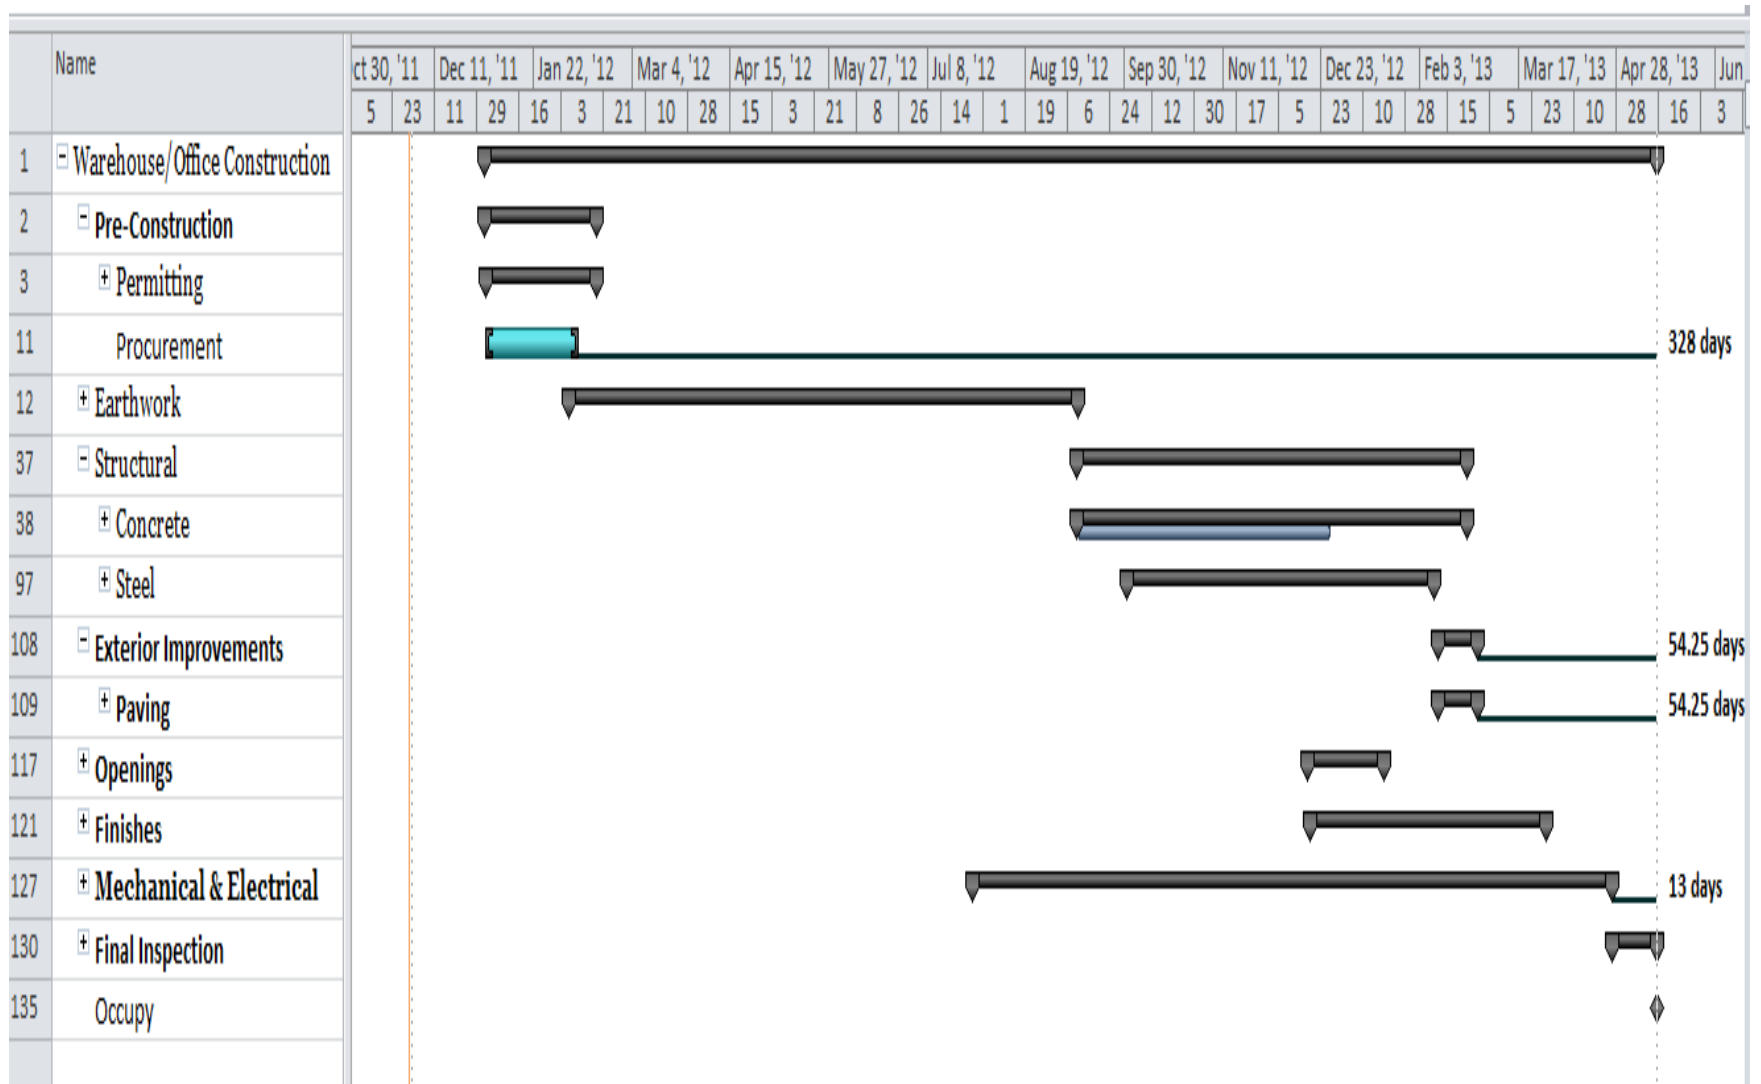 Name
ct 30, '11 Dec 11, '11 Jan 22, '12 Mar 4, '12 Apr 15, '12 May 27, '12 Jul 8, '12 Aug 19, '12 Sep 30, '12 Nov 11, '12 Dec 23, '12 Feb 3, '13 Mar 17, '13 Apr 28, '13 Jun
5 23 11 29 16 3 21 10 28 15 3 21 8 26 14 1 19 6 24 12 30 17 5 23 10 28 15 5 23 10 28 16 3
1 Warehouse/Office Construction
2 Pre-Construction
3 Permitting
11 Procurement 328 days
12 Earthwork
37 Structural
38 Concrete
97 Steel
108 Exterior Improvements 54.25 days
109 Paving 54.25 days
117 Openings
121 Finishes
127 Mechanical & Electrical 13 days
130 Final Inspection
135 Occupy